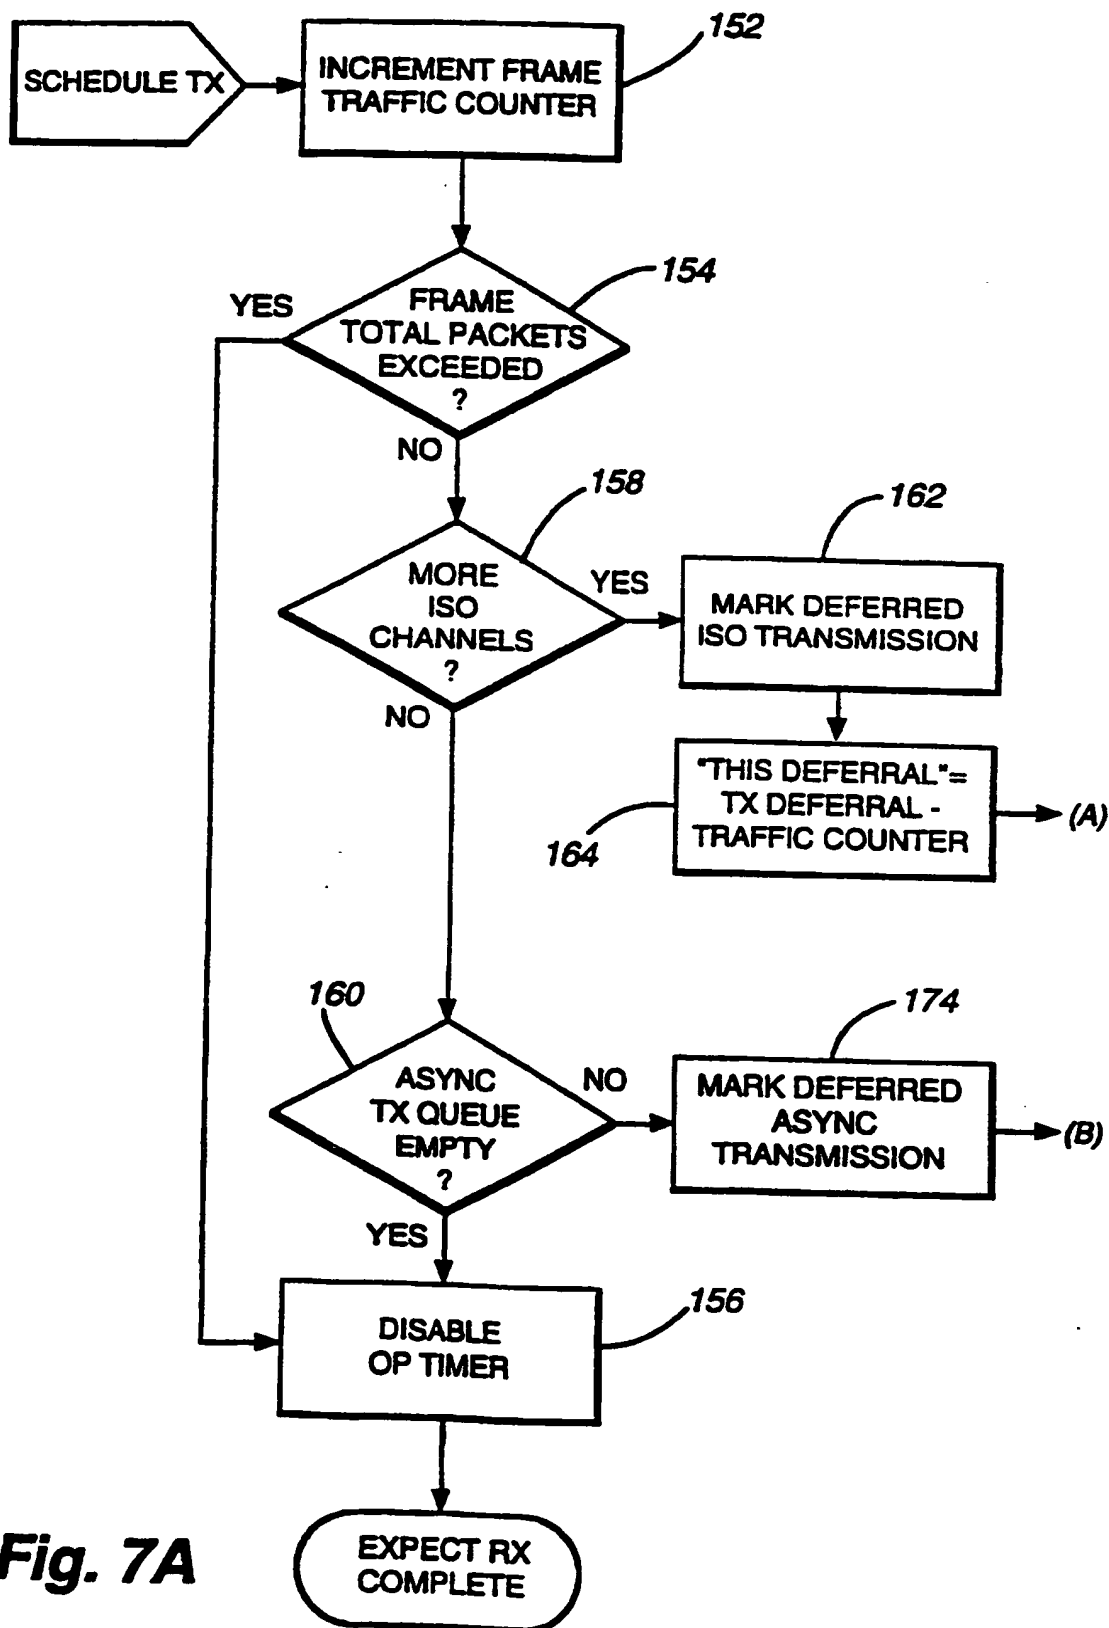 152
SCHEDULE TX
INCREMENT FRAME
TRAFFIC COUNTER
154
YES
FRAME
TOTAL PACKETS
EXCEEDED
?
NO
158
162
MORE
ISO
CHANNELS
?
YES
MARK DEFERRED
ISO TRANSMISSION
NO
"THIS DEFERRAL"=
TX DEFERRAL -
TRAFFIC COUNTER
(A)
164
160
174
ASYNC
TX QUEUE
EMPTY
?
NO
MARK DEFERRED
ASYNC
TRANSMISSION
(B)
YES
156
DISABLE
OP TIMER
EXPECT RX
COMPLETE
Fig. 7A